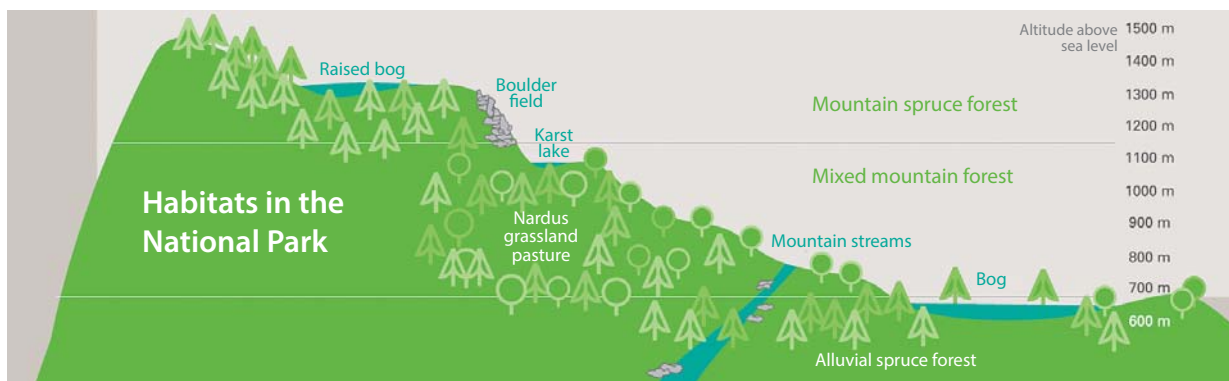 Habitats in the
National Park
Raised bog
Boulder
field
Karst
lake
Nardus
grassland
pasture
Mountain streams
Bog
Alluvial spruce forest
Mountain spruce forest
Mixed mountain forest
Altitude above
sea level
1500 m
1400 m
1300 m
1200 m
1100 m
1000 m
900 m
800 m
700 m
600 m